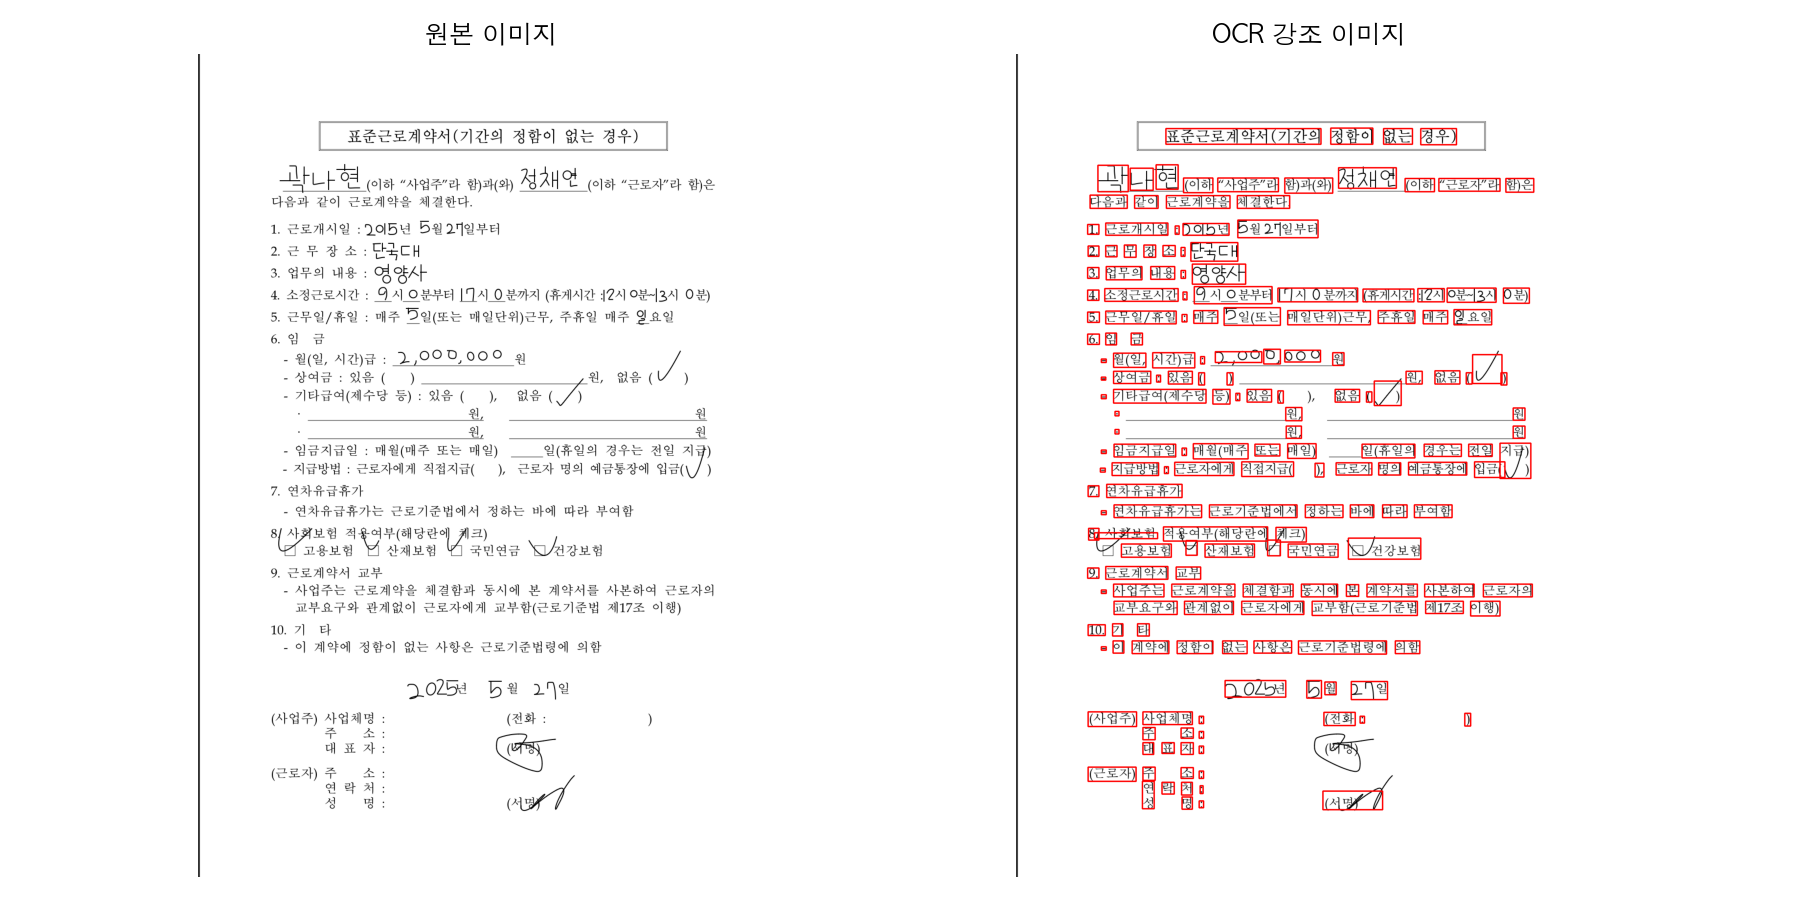 원본 이미지
표준근로계약서(기간의 정함이 없는 경우)
곽나현 (이하 “사업주”라 함)과(와) 정채연 (이하 “근로자”라 함)은
다음과 같이 근로계약을 체결한다.
1. 근로개시일 : 2015년 5월 27일부터
2. 근 무 장 소 : 단국대
3. 업무의 내용 : 영양사
4. 소정근로시간 : 9시 0분부터 17시 0분까지 (휴게시간 :12시 0분~13시 0분)
5. 근무일/휴일 : 매주 5일(또는 매일단위)근무, 주휴일 매주 일요일
6. 임 금
- 월(일, 시간)급 : 2,000,000 원
- 상여금 : 있음 ( ) 원, 없음 ( ✓ )
- 기타급여(제수당 등) : 있음 ( ), 없음 ( ✓ )
· 원, 원
· 원, 원
- 임금지급일 : 매월(매주 또는 매일) 일(휴일의 경우는 전일 지급)
- 지급방법 : 근로자에게 직접지급( ), 근로자 명의 예금통장에 입금( ✓ )
7. 연차유급휴가
- 연차유급휴가는 근로기준법에서 정하는 바에 따라 부여함
8. 사회보험 적용여부(해당란에 체크)
☑ 고용보험 ☑ 산재보험 ☑ 국민연금 ☑ 건강보험
9. 근로계약서 교부
- 사업주는 근로계약을 체결함과 동시에 본 계약서를 사본하여 근로자의
교부요구와 관계없이 근로자에게 교부함(근로기준법 제17조 이행)
10. 기 타
- 이 계약에 정함이 없는 사항은 근로기준법령에 의함
2025년 5월 27일
(사업주) 사업체명 : (전화 : )
주 소 :
대 표 자 : (서명)
(근로자) 주 소 :
연 락 처 :
성 명 : (서명)
OCR 강조 이미지
표준근로계약서(기간의 정함이 없는 경우)
곽나현 (이하 “사업주”라 함)과(와) 정채연 (이하 “근로자”라 함)은
다음과 같이 근로계약을 체결한다.
1. 근로개시일 : 2015년 5월 27일부터
2. 근 무 장 소 : 단국대
3. 업무의 내용 : 영양사
4. 소정근로시간 : 9시 0분부터 17시 0분까지 (휴게시간 :12시 0분~13시 0분)
5. 근무일/휴일 : 매주 5일(또는 매일단위)근무, 주휴일 매주 일요일
6. 임 금
- 월(일, 시간)급 : 2,000,000 원
- 상여금 : 있음 ( ) 원, 없음 ( ✓ )
- 기타급여(제수당 등) : 있음 ( ), 없음 ( ✓ )
· 원, 원
· 원, 원
- 임금지급일 : 매월(매주 또는 매일) 일(휴일의 경우는 전일 지급)
- 지급방법 : 근로자에게 직접지급( ), 근로자 명의 예금통장에 입금( ✓ )
7. 연차유급휴가
- 연차유급휴가는 근로기준법에서 정하는 바에 따라 부여함
8. 사회보험 적용여부(해당란에 체크)
☑ 고용보험 ☑ 산재보험 ☑ 국민연금 ☑ 건강보험
9. 근로계약서 교부
- 사업주는 근로계약을 체결함과 동시에 본 계약서를 사본하여 근로자의
교부요구와 관계없이 근로자에게 교부함(근로기준법 제17조 이행)
10. 기 타
- 이 계약에 정함이 없는 사항은 근로기준법령에 의함
2025년 5월 27일
(사업주) 사업체명 : (전화 : )
주 소 :
대 표 자 : (서명)
(근로자) 주 소 :
연 락 처 :
성 명 : (서명)